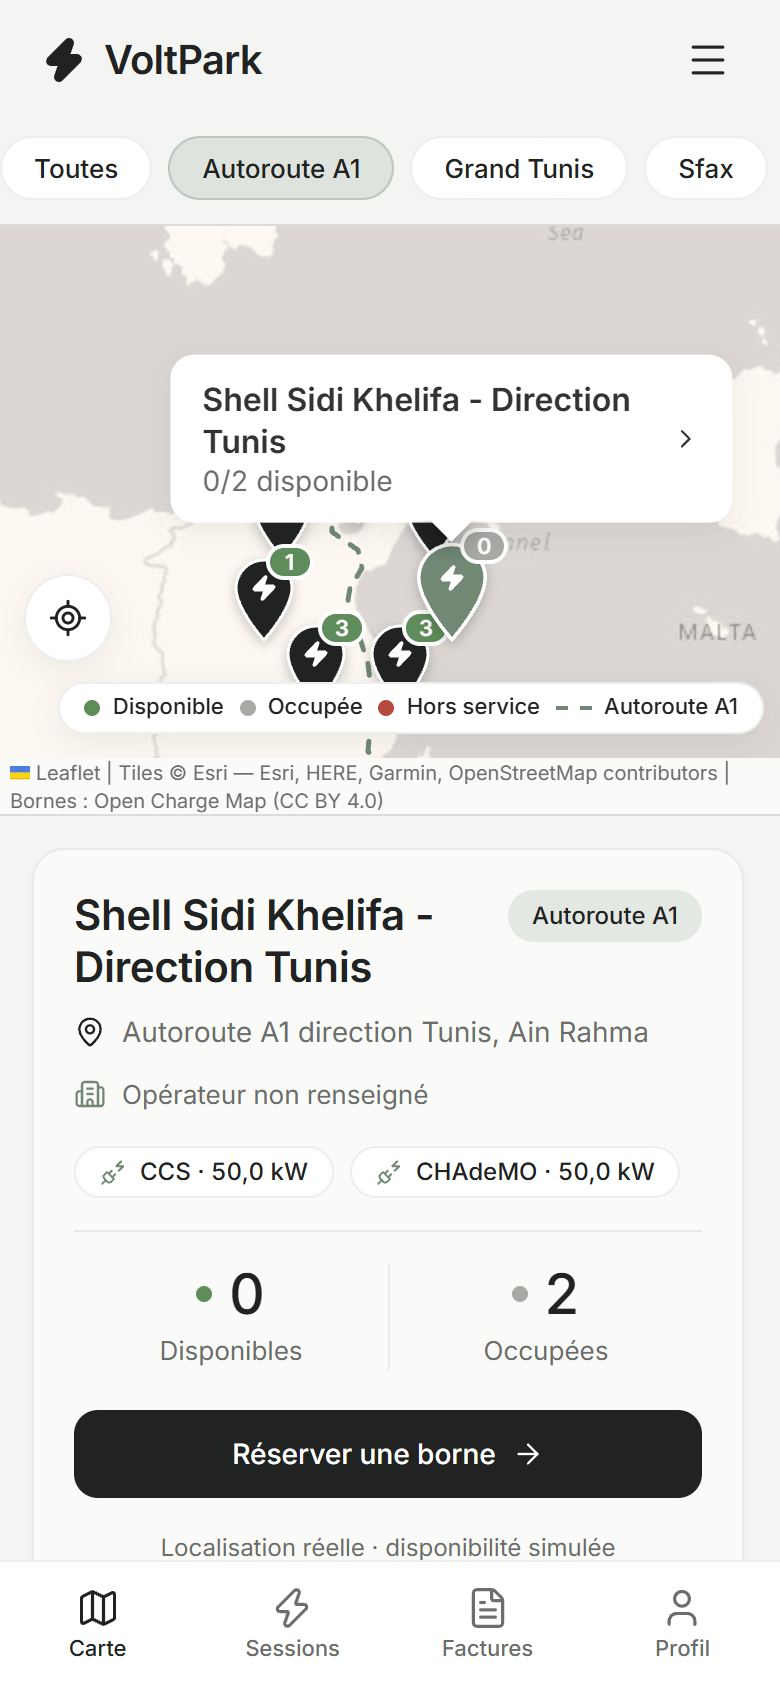 VoltPark
Toutes
Autoroute A1
Grand Tunis
Sfax
Sea
Shell Sidi Khelifa - Direction
Tunis
0/2 disponible
0
nnel
1
3
3
MALTA
Disponible
Occupée
Hors service
Autoroute A1
Leaflet | Tiles © Esri — Esri, HERE, Garmin, OpenStreetMap contributors |
Bornes : Open Charge Map (CC BY 4.0)
Shell Sidi Khelifa -
Direction Tunis
Autoroute A1
Autoroute A1 direction Tunis, Ain Rahma
Opérateur non renseigné
CCS · 50,0 kW
CHAdeMO · 50,0 kW
0
Disponibles
2
Occupées
Réserver une borne
Localisation réelle · disponibilité simulée
Carte
Sessions
Factures
Profil